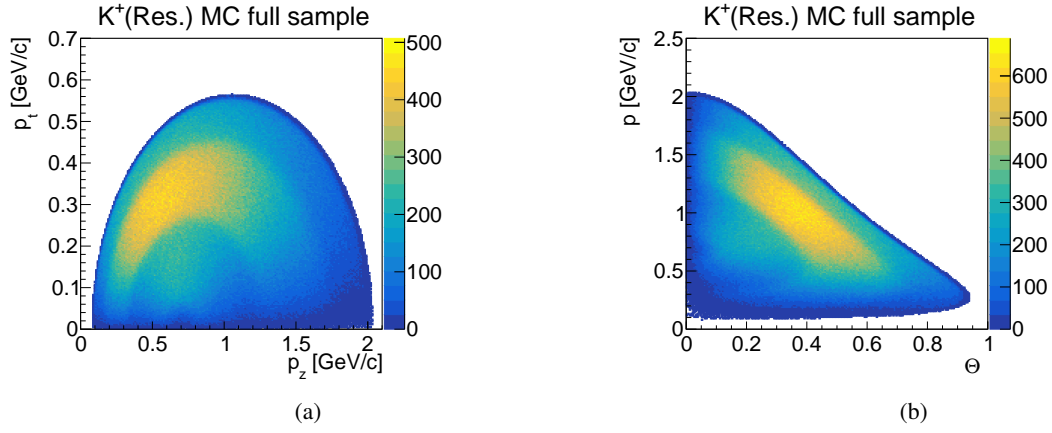 K⁺(Res.) MC full sample
p_t [GeV/c]
0.7
0.6
0.5
0.4
0.3
0.2
0.1
0
0 0.5 1 1.5 2
p_z [GeV/c]
500
400
300
200
100
0
(a)
K⁺(Res.) MC full sample
p [GeV/c]
2.5
2
1.5
1
0.5
0
0 0.2 0.4 0.6 0.8 1
Θ
600
500
400
300
200
100
0
(b)